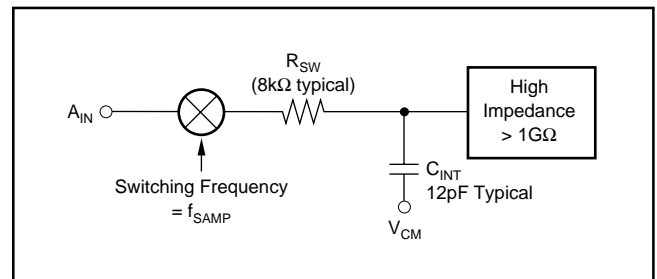 R_SW
(8kΩ typical)
A_IN
High
Impedance
> 1GΩ
C_INT
12pF Typical
Switching Frequency
= f_SAMP
V_CM